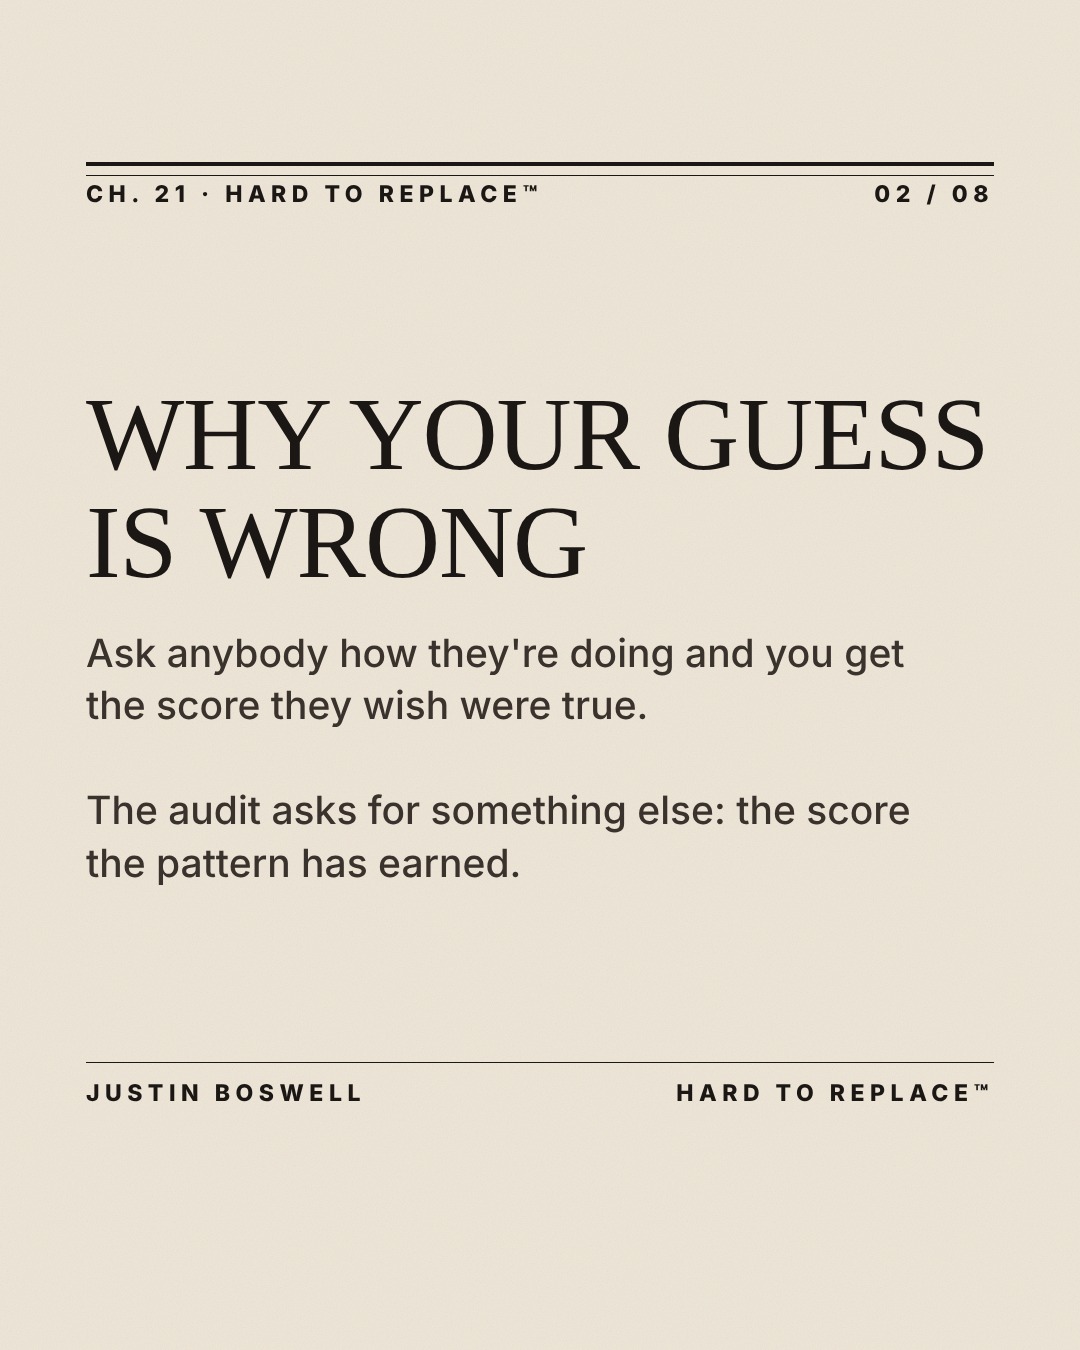 CH. 21 · HARD TO REPLACE™ 02 / 08
WHY YOUR GUESS
IS WRONG
Ask anybody how they're doing and you get
the score they wish were true.
The audit asks for something else: the score
the pattern has earned.
JUSTIN BOSWELL HARD TO REPLACE™